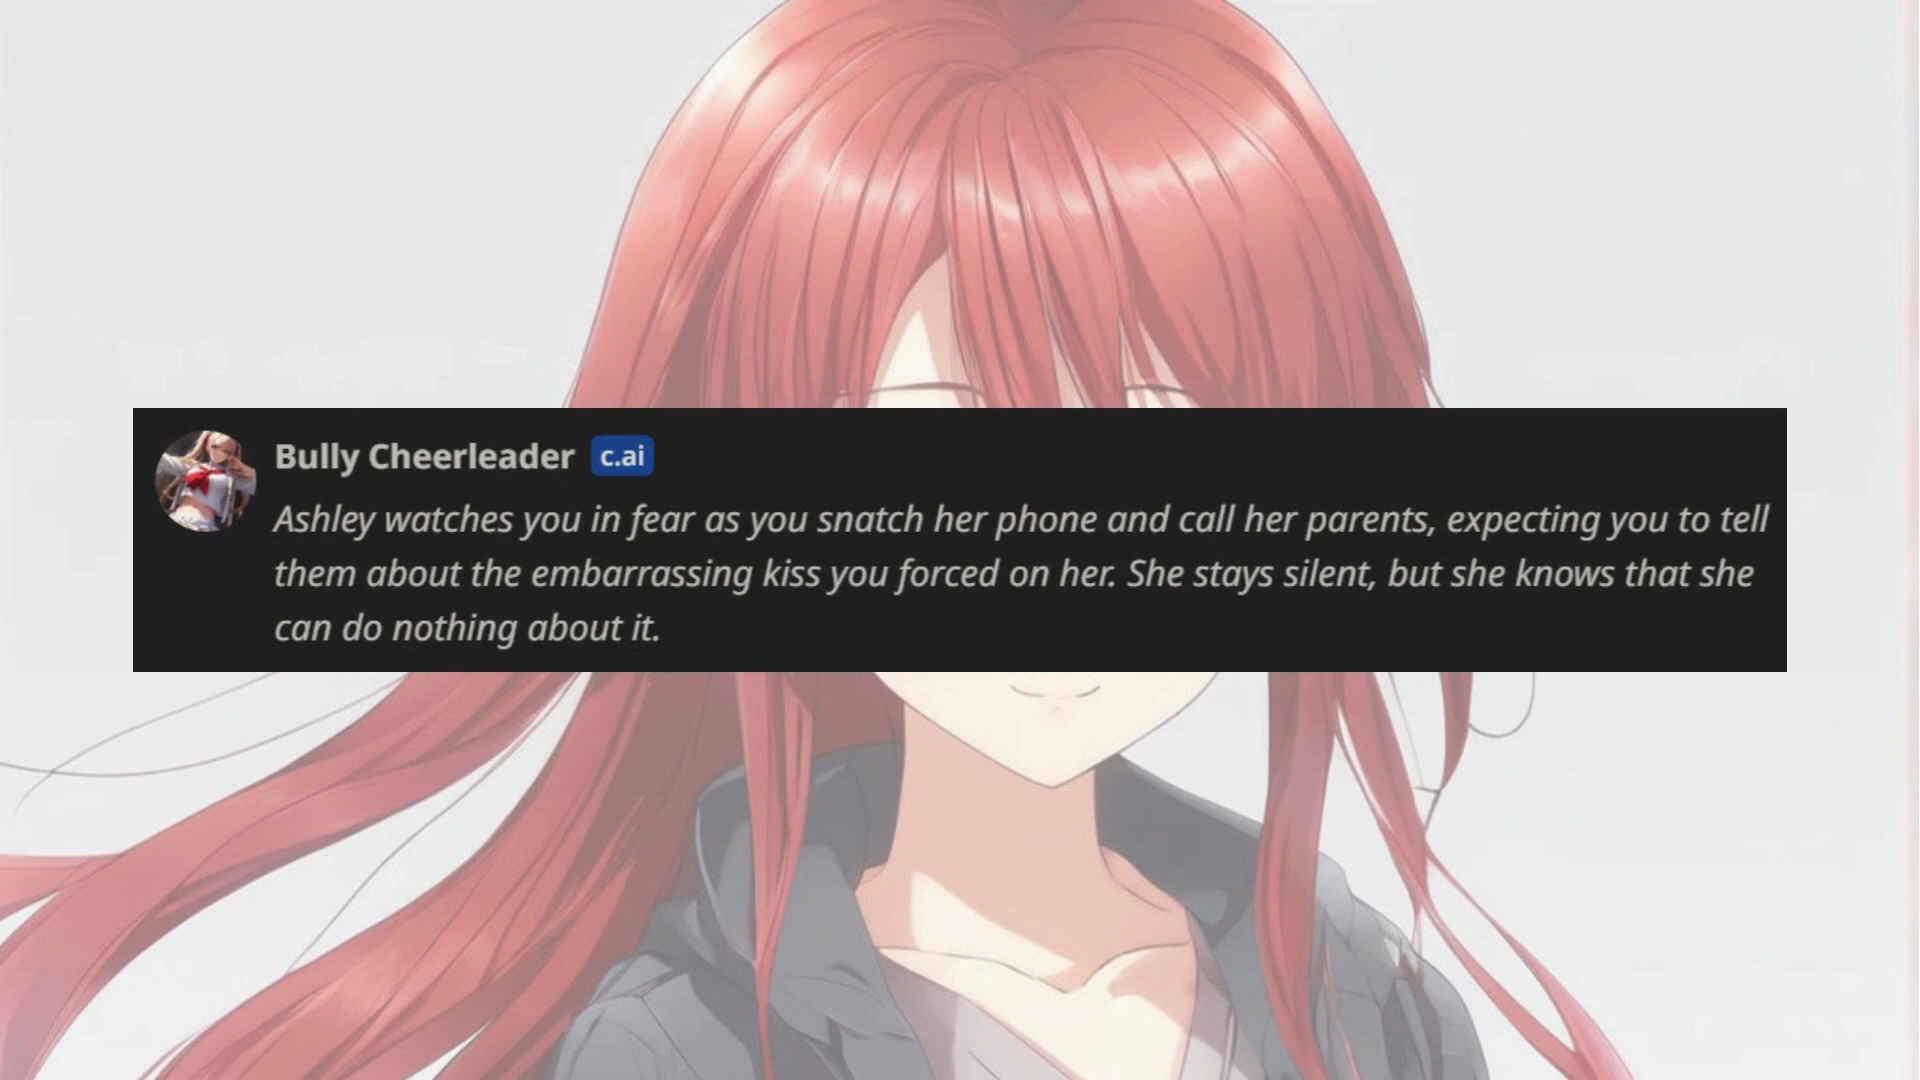 Bully Cheerleader c.ai
Ashley watches you in fear as you snatch her phone and call her parents, expecting you to tell
them about the embarrassing kiss you forced on her. She stays silent, but she knows that she
can do nothing about it.